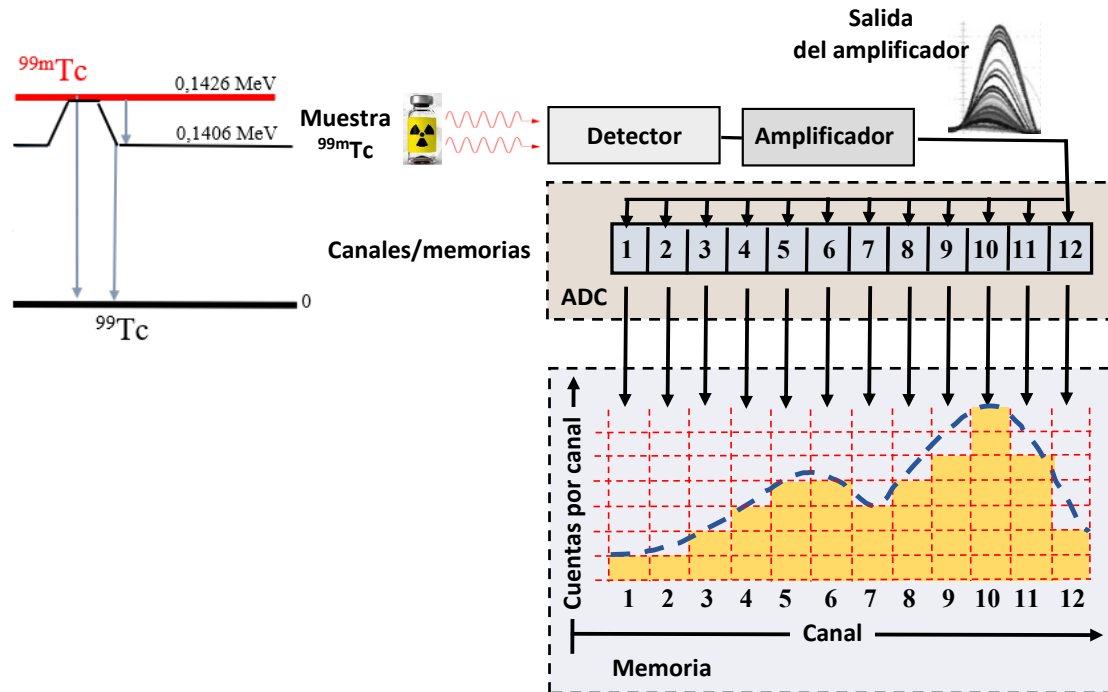 Salida
del amplificador
99mTc
0,1426 MeV
0,1406 MeV
0
99Tc
Muestra
99mTc
Detector
Amplificador
Canales/memorias
1 2 3 4 5 6 7 8 9 10 11 12
ADC
Cuentas por canal
1 2 3 4 5 6 7 8 9 10 11 12
Canal
Memoria